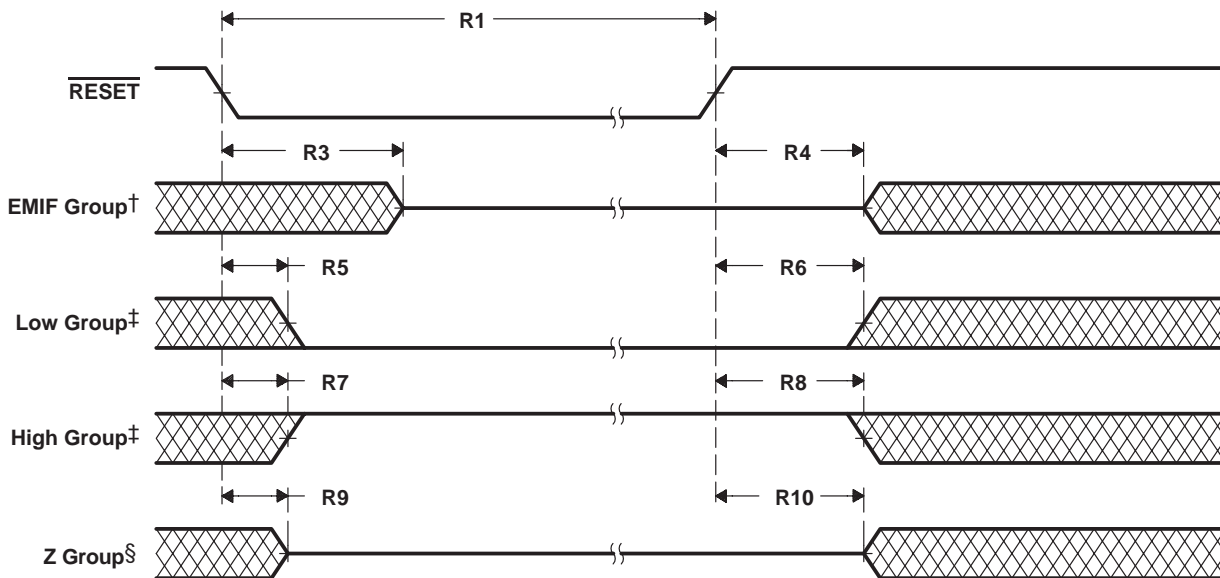 R1
RESET
R3 R4
EMIF Group†
R5 R6
Low Group‡
R7 R8
High Group‡
R9 R10
Z Group§